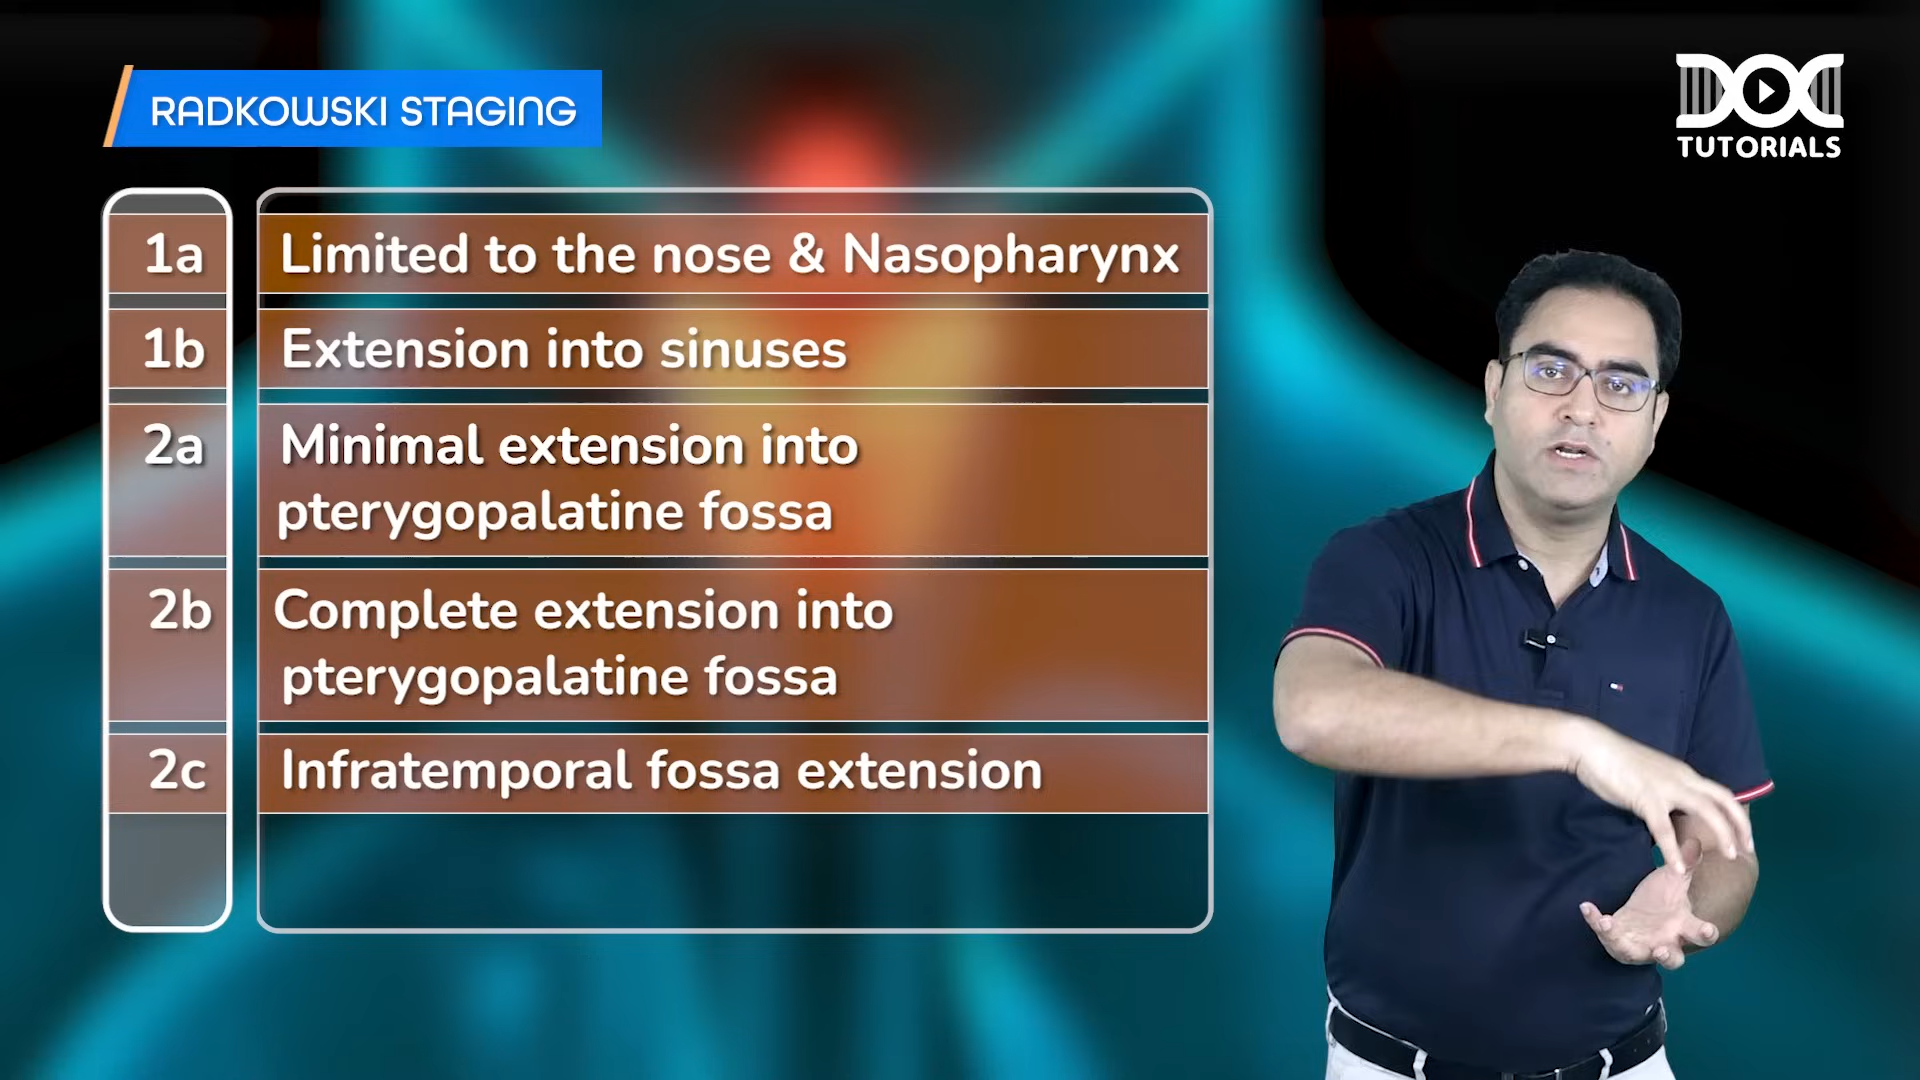 RADKOWSKI STAGING
DOC
TUTORIALS
1a Limited to the nose & Nasopharynx
1b Extension into sinuses
2a Minimal extension into
pterygopalatine fossa
2b Complete extension into
pterygopalatine fossa
2c Infratemporal fossa extension